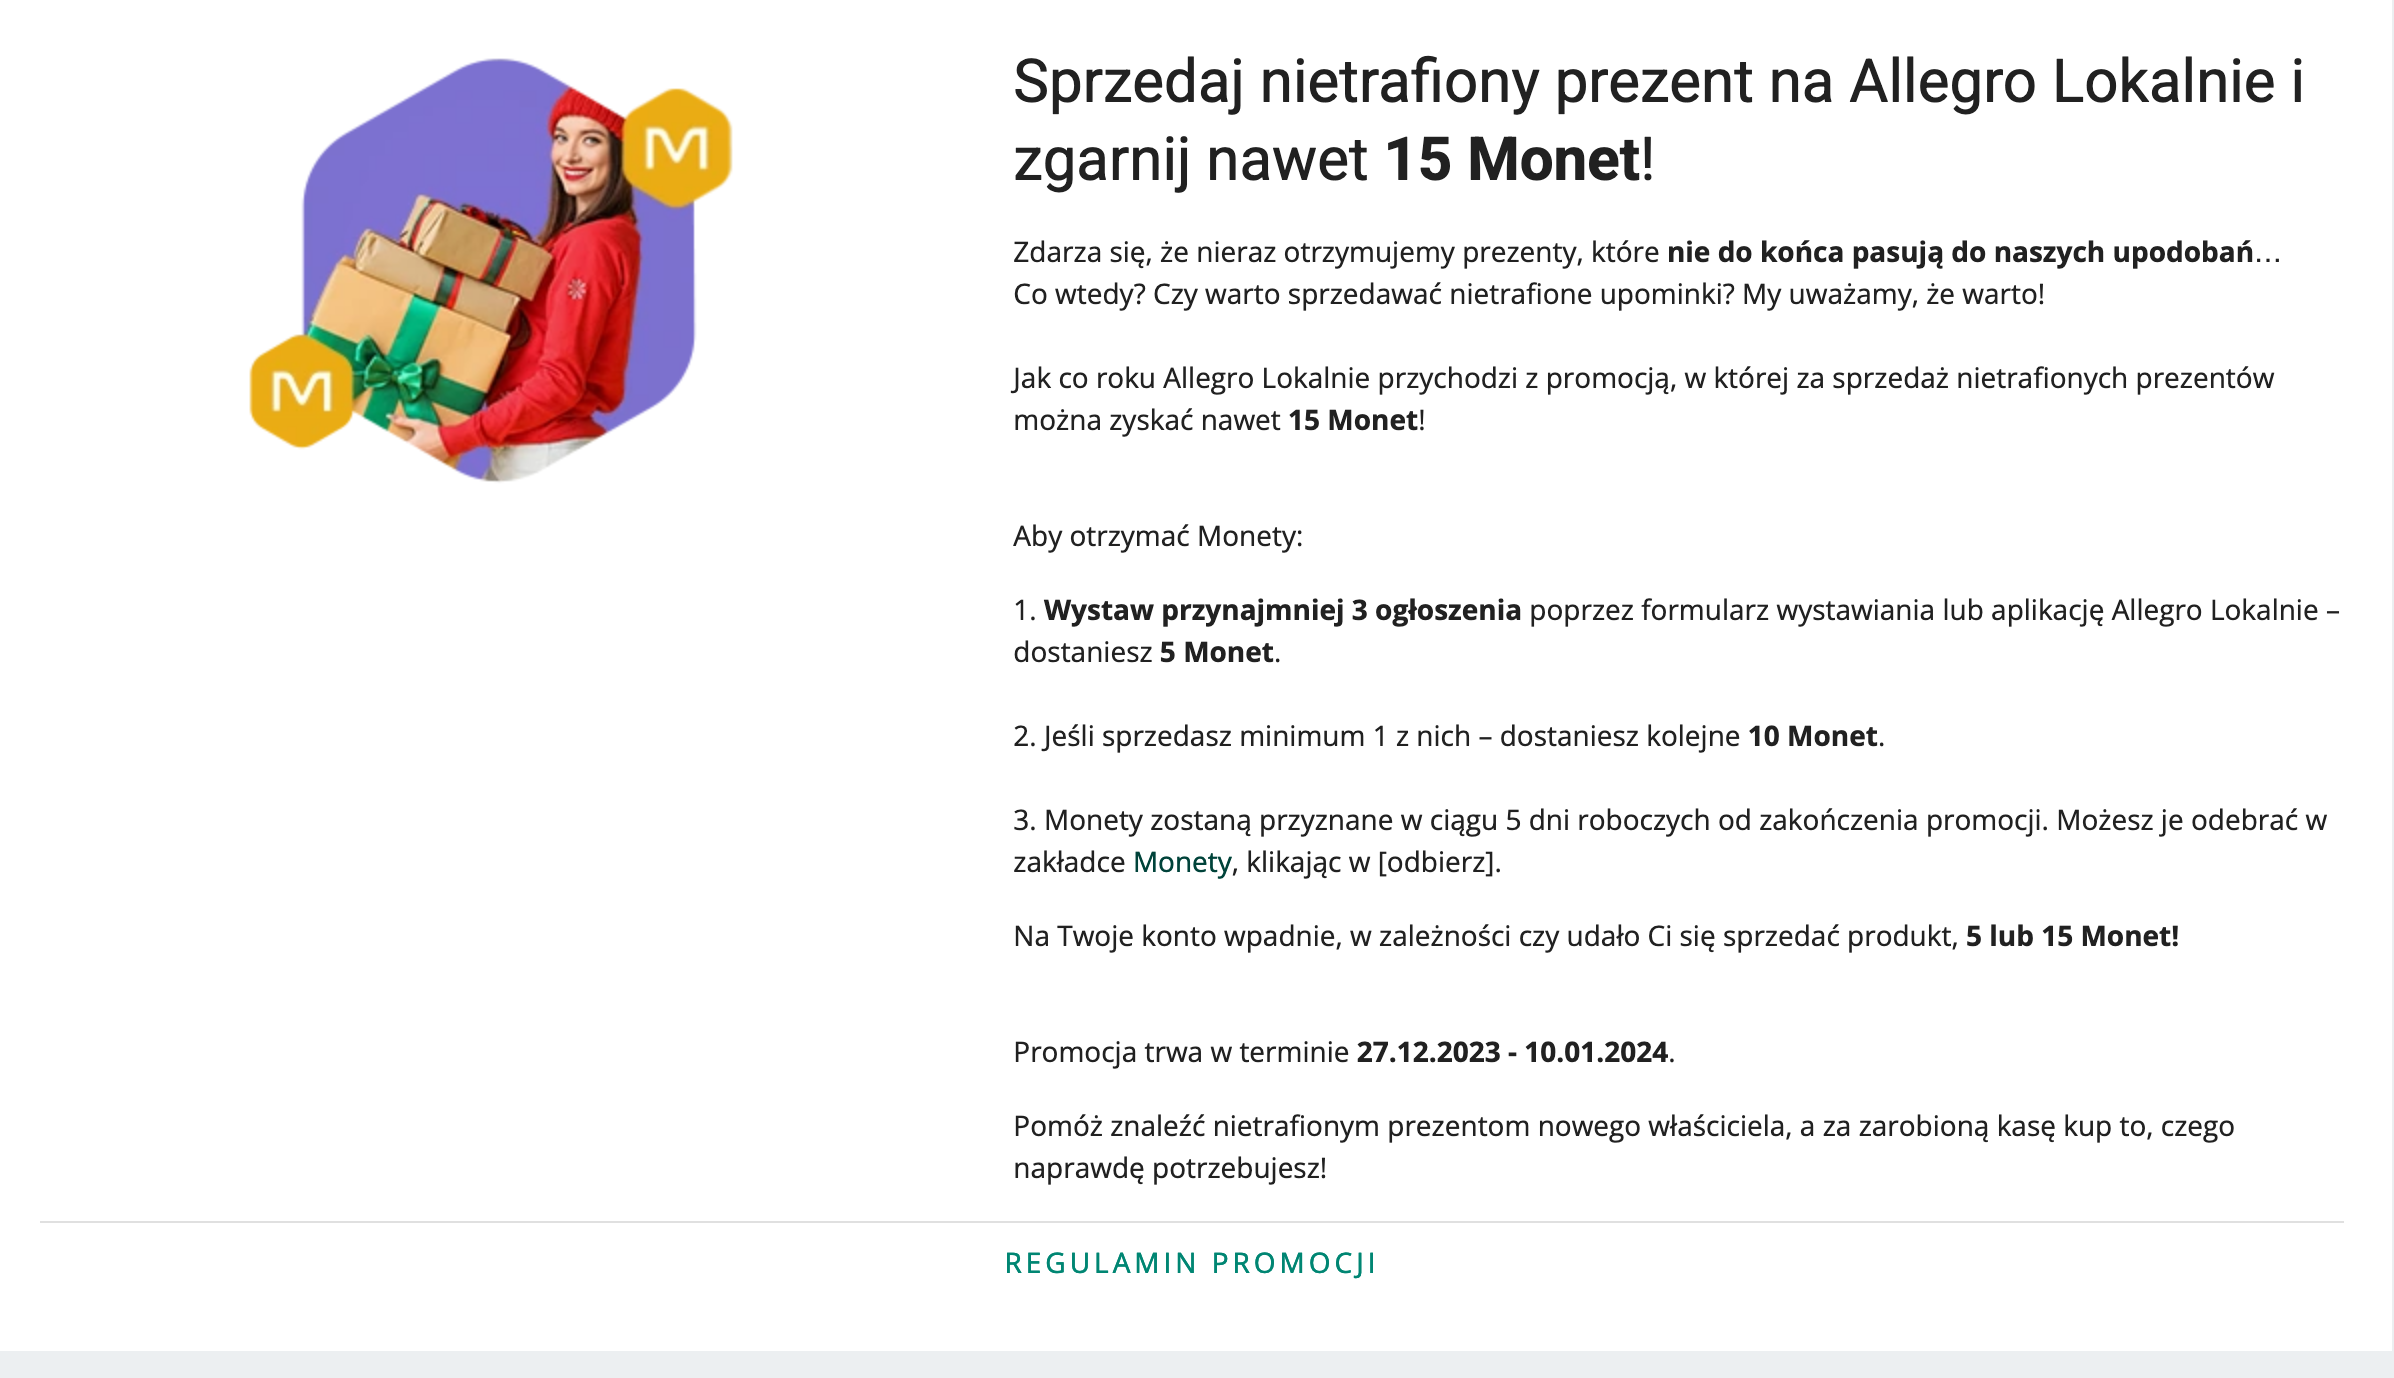 M
M
Sprzedaj nietrafiony prezent na Allegro Lokalnie i
zgarnij nawet 15 Monet!
Zdarza się, że nieraz otrzymujemy prezenty, które nie do końca pasują do naszych upodobań…
Co wtedy? Czy warto sprzedawać nietrafione upominki? My uważamy, że warto!
Jak co roku Allegro Lokalnie przychodzi z promocją, w której za sprzedaż nietrafionych prezentów
można zyskać nawet 15 Monet!
Aby otrzymać Monety:
1. Wystaw przynajmniej 3 ogłoszenia poprzez formularz wystawiania lub aplikację Allegro Lokalnie –
dostaniesz 5 Monet.
2. Jeśli sprzedasz minimum 1 z nich – dostaniesz kolejne 10 Monet.
3. Monety zostaną przyznane w ciągu 5 dni roboczych od zakończenia promocji. Możesz je odebrać w
zakładce Monety, klikając w [odbierz].
Na Twoje konto wpadnie, w zależności czy udało Ci się sprzedać produkt, 5 lub 15 Monet!
Promocja trwa w terminie 27.12.2023 - 10.01.2024.
Pomóż znaleźć nietrafionym prezentom nowego właściciela, a za zarobioną kasę kup to, czego
naprawdę potrzebujesz!
REGULAMIN PROMOCJI